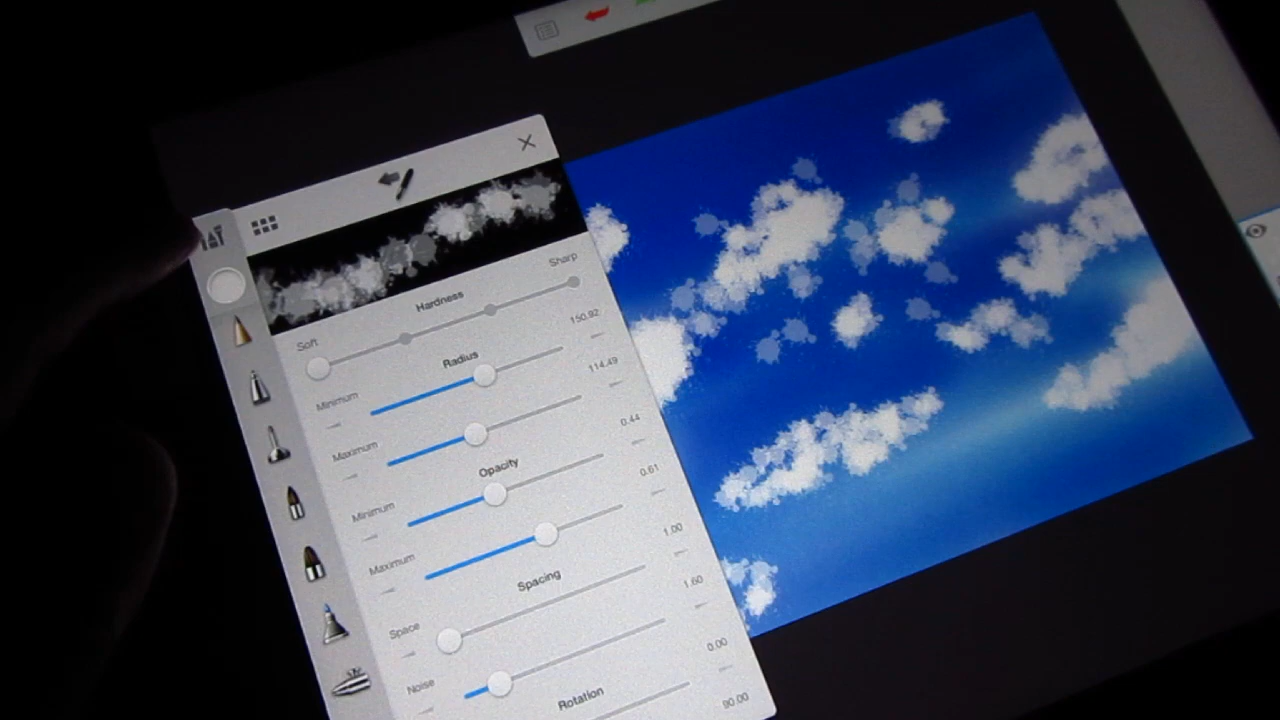 Sharp
Hardness
Soft
150.92
Radius
Minimum
114.49
Maximum
0.44
Opacity
Minimum
0.61
Maximum
1.00
Spacing
Space
1.60
Noise
0.00
Rotation
90.00